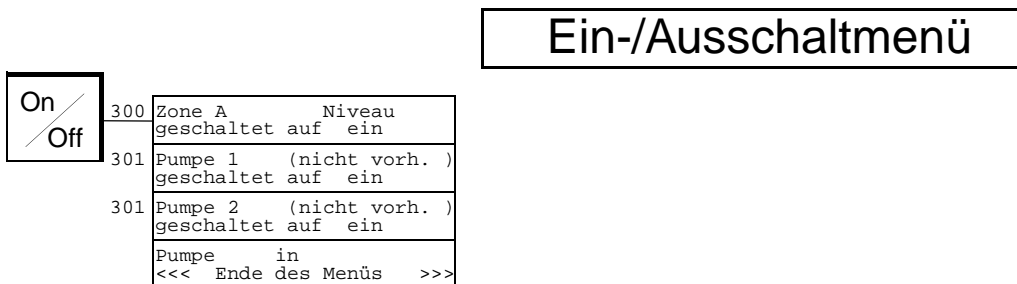 Ein-/Ausschaltmenü
On
Off
300 Zone A Niveau
geschaltet auf ein
301 Pumpe 1 (nicht vorh. )
geschaltet auf ein
301 Pumpe 2 (nicht vorh. )
geschaltet auf ein
Pumpe in
<<< Ende des Menüs >>>